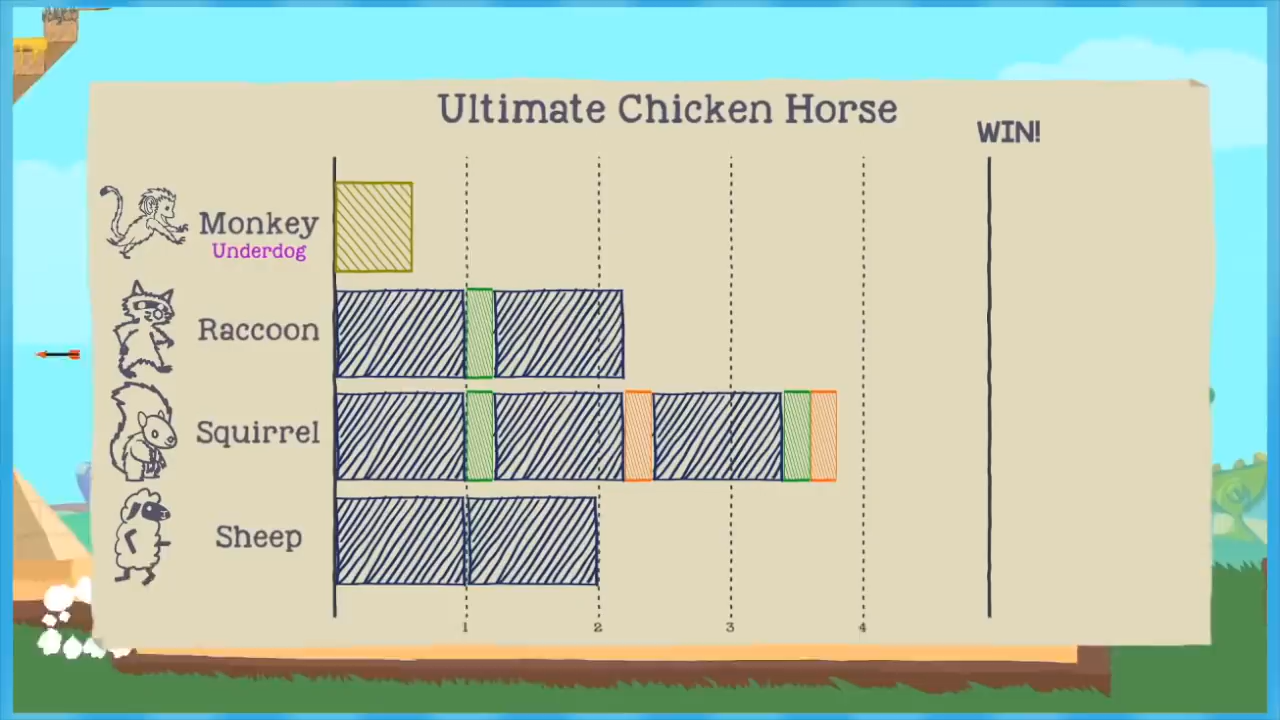 Ultimate Chicken Horse
WIN!
Monkey
Underdog
Raccoon
Squirrel
Sheep
1 2 3 4